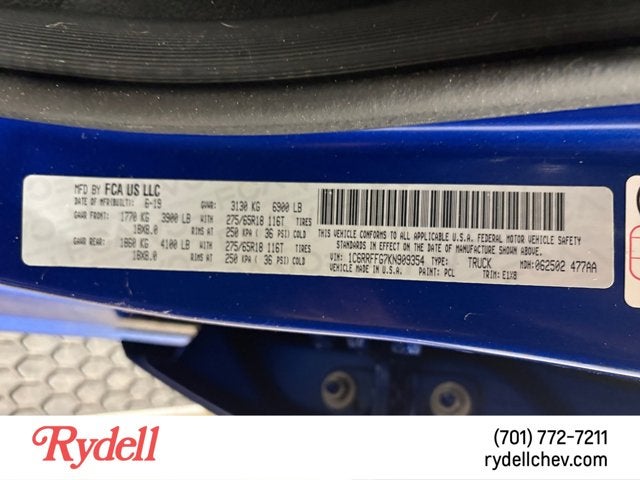 MFD BY FCA US LLC
DATE OF MFR(BUILT): 6-19 GVWR: 3130 KG 6900 LB
GAWR FRONT: 1770 KG 3900 LB WITH 275/65R18 116T
18X8.0 RIMS AT 250 KPA ( 36 PSI) COLD
GAWR REAR: 1860 KG 4100 LB WITH 275/65R18 116T
18X8.0 RIMS AT 250 KPA ( 36 PSI) COLD
THIS VEHICLE CONFORMS TO ALL APPLICABLE U.S.A. FEDERAL MOTOR VEHICLE SAFETY
STANDARDS IN EFFECT ON THE DATE OF MANUFACTURE SHOWN ABOVE.
VIN: 1C6RRFFG7KN909354 TYPE: TRUCK MDH: 062502 477AA
VEHICLE MADE IN U.S.A. PAINT: PCL TRIM: E1X8
Rydell
(701) 772-7211
rydellchev.com